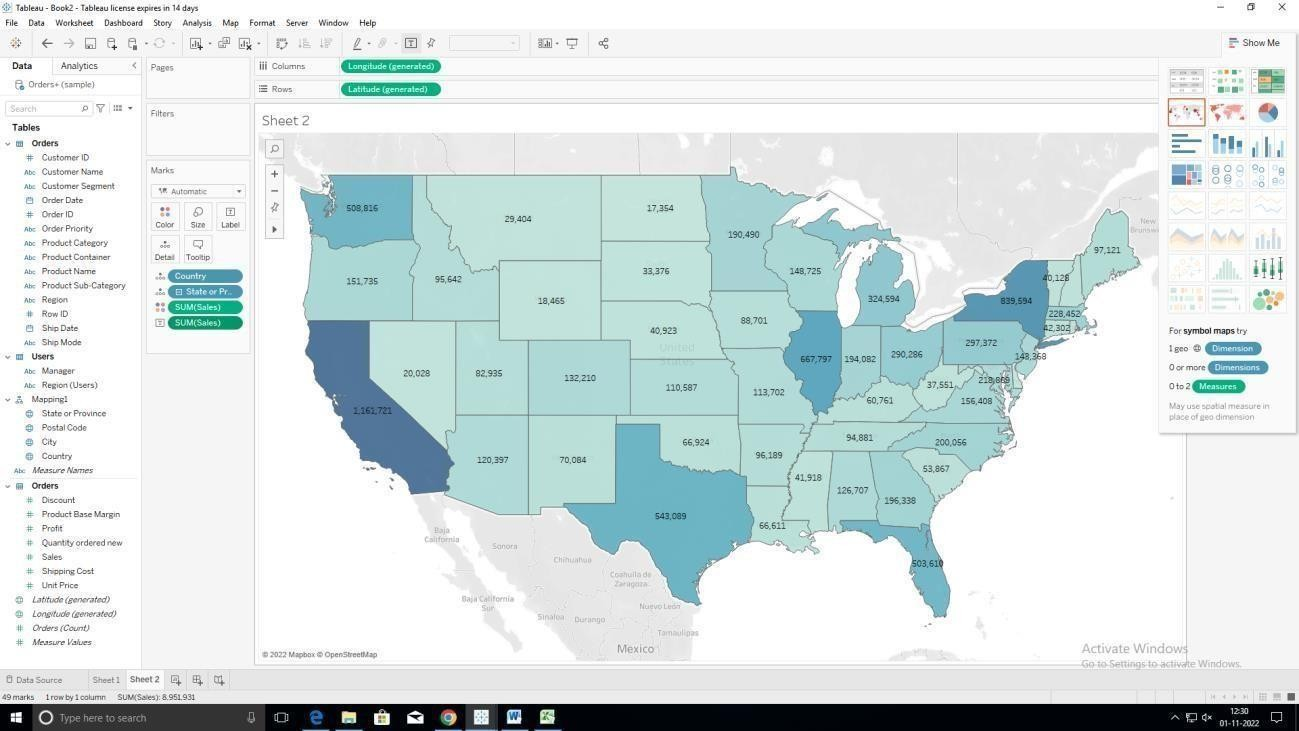 Tableau - Book2 - Tableau license expires in 14 days
File Data Worksheet Dashboard Story Analysis Map Format Server Window Help
Show Me
Data Analytics
Orders+ (sample)
Search
Tables
Orders
Customer ID
Abc Customer Name
Abc Customer Segment
Order Date
Order ID
Abc Order Priority
Abc Product Category
Abc Product Container
Abc Product Name
Abc Product Sub-Category
Abc Region
Row ID
Ship Date
Abc Ship Mode
Users
Abc Manager
Abc Region (Users)
Mapping1
State or Province
Postal Code
City
Country
Abc Measure Names
Orders
Discount
Product Base Margin
Profit
Quantity ordered new
Sales
Shipping Cost
Unit Price
Latitude (generated)
Longitude (generated)
Orders (Count)
Measure Values
Pages
Filters
Marks
Automatic
Color Size Label
Detail Tooltip
Country
State or Pr..
SUM(Sales)
SUM(Sales)
Columns Longitude (generated)
Rows Latitude (generated)
Sheet 2
508,816
29,404
17,354
190,490
97,121
New
151,735
95,642
33,376
148,725
40,128
18,465
324,594
839,594
228,452
40,923
88,701
42,302
United
States
20,028
82,935
132,210
667,797
194,082
290,286
297,372
148,368
110,587
113,702
37,551
60,761
156,408
1,161,721
66,924
94,881
200,056
120,397
70,084
96,189
53,867
41,918
126,707
196,338
543,089
66,611
503,610
Baja
California
Sonora
Chihuahua
Coahuila de
Zaragoza
Baja California
Sur
Nuevo León
Sinaloa
Durango
Tamaulipas
Mexico
© 2022 Mapbox © OpenStreetMap
For symbol maps try
1 geo Dimension
0 or more Dimensions
0 to 2 Measures
May use spatial measure in
place of geo dimension
Activate Windows
Go to Settings to activate Windows.
Data Source Sheet 1 Sheet 2
49 marks 1 row by 1 column SUM(Sales): 8,951,931
Type here to search
12:30
01-11-2022